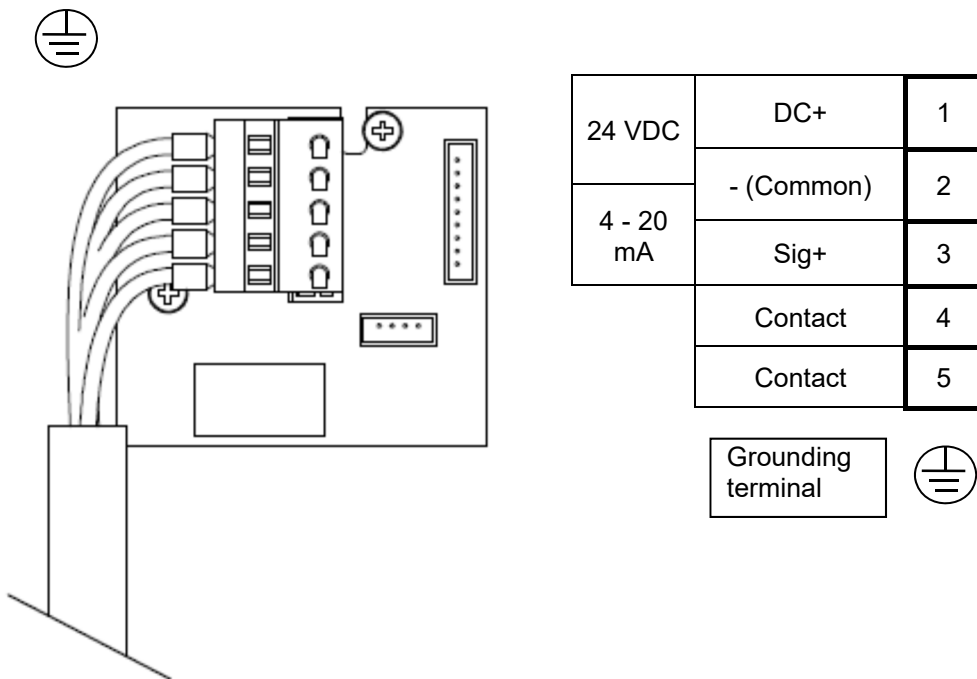 24 VDC
DC+
1
- (Common)
2
4 - 20
mA
Sig+
3
Contact
4
Contact
5
Grounding
terminal